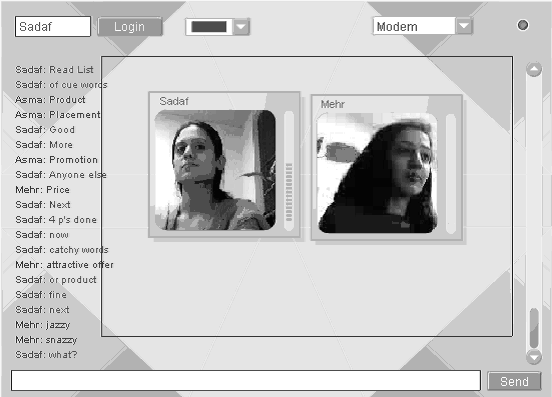 Sadaf
Login
Modem
Sadaf: Read List
Sadaf: of cue words
Asma: Product
Asma: Placement
Sadaf: Good
Sadaf: More
Asma: Promotion
Sadaf: Anyone else
Mehr: Price
Sadaf: Next
Sadaf: 4 p's done
Sadaf: now
Sadaf: catchy words
Mehr: attractive offer
Sadaf: or product
Sadaf: fine
Sadaf: next
Mehr: jazzy
Mehr: snazzy
Sadaf: what?
Sadaf
Mehr
Send